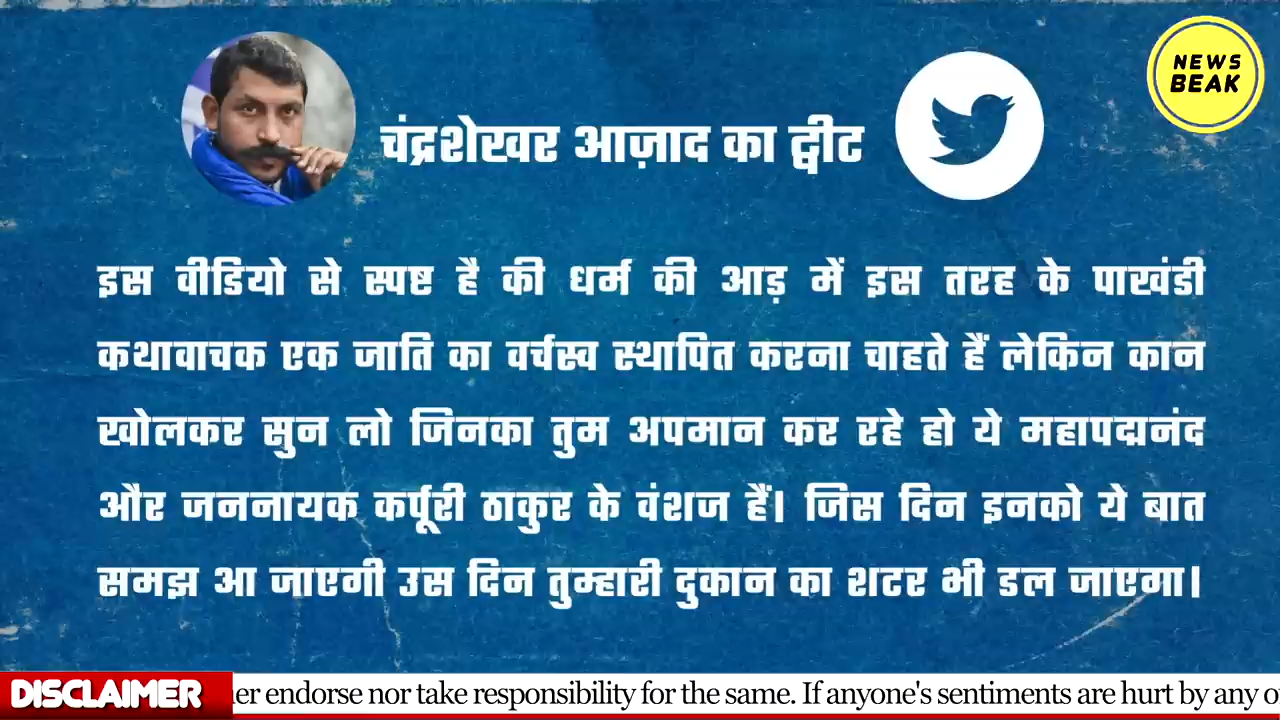 NEWS
BEAK
चंद्रशेखर आज़ाद का ट्वीट
इस वीडियो से स्पष्ट है की धर्म की आड़ में इस तरह के पाखंडी
कथावाचक एक जाति का वर्चस्व स्थापित करना चाहते हैं लेकिन कान
खोलकर सुन लो जिनका तुम अपमान कर रहे हो ये महापद्मनंद
और जननायक कर्पूरी ठाकुर के वंशज हैं। जिस दिन इनको ये बात
समझ आ जाएगी उस दिन तुम्हारी दुकान का शटर भी डल जाएगा।
DISCLAIMER endorse nor take responsibility for the same. If anyone's sentiments are hurt by any